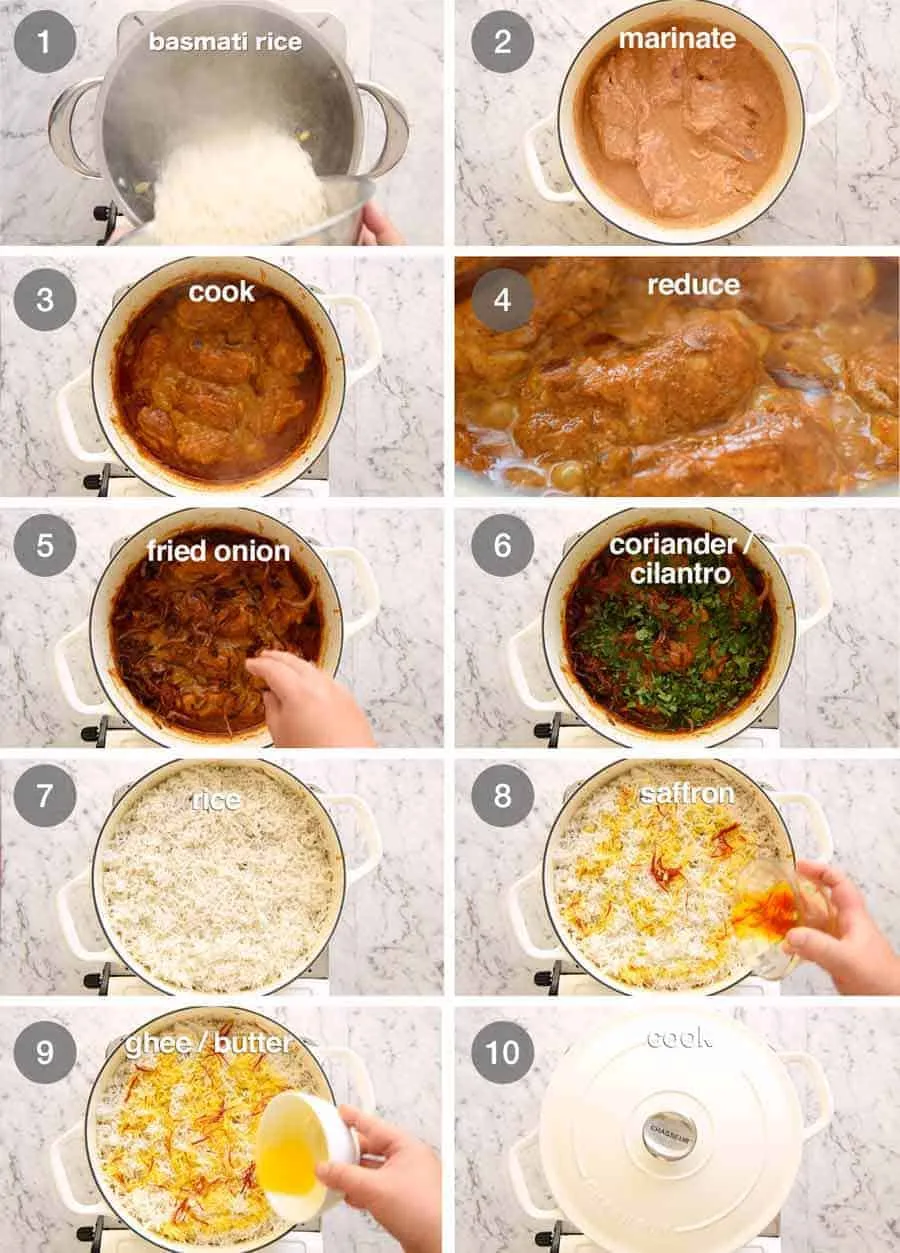 1
basmati rice
2
marinate
3
cook
4
reduce
5
fried onion
6
coriander /
cilantro
7
rice
8
saffron
9
ghee / butter
10
cook
CHASSEUR